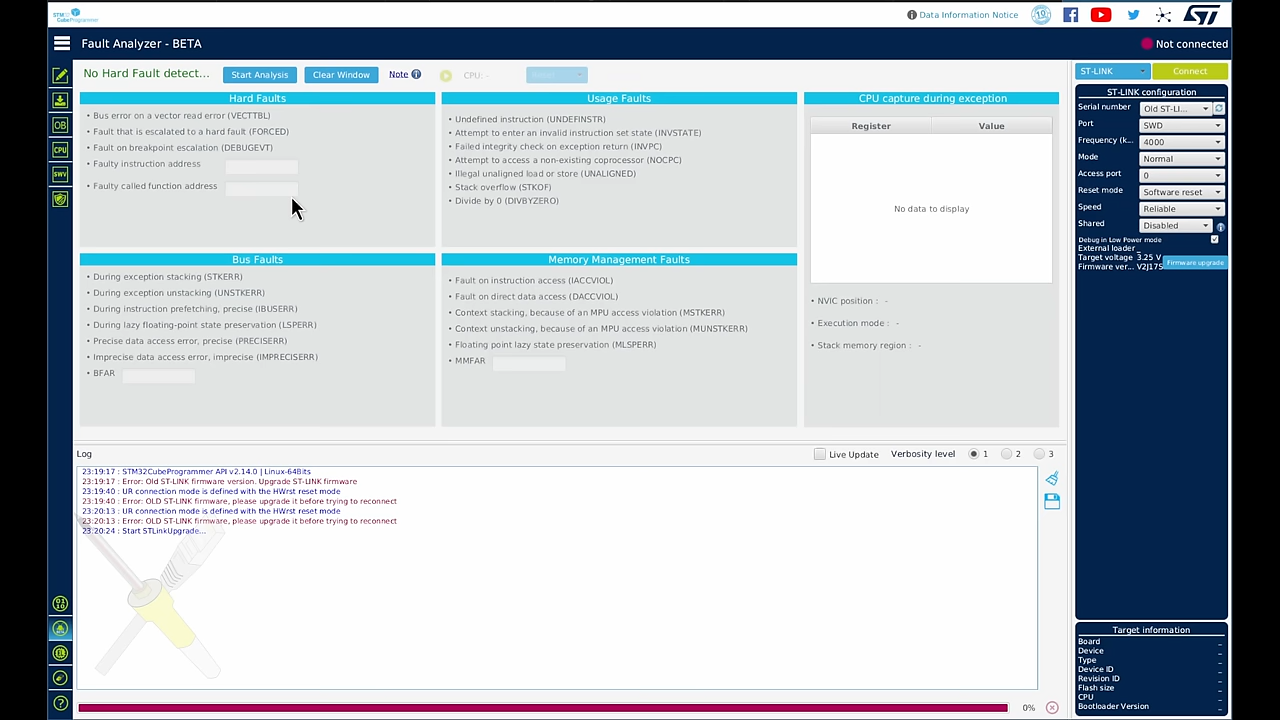 STM32
CubeProgrammer
Data Information Notice
Fault Analyzer - BETA
Not connected
No Hard Fault detect...
Start Analysis
Clear Window
Note
CPU: -
Hard Faults
• Bus error on a vector read error (VECTTBL)
• Fault that is escalated to a hard fault (FORCED)
• Fault on breakpoint escalation (DEBUGEVT)
• Faulty instruction address
• Faulty called function address
Usage Faults
• Undefined instruction (UNDEFINSTR)
• Attempt to enter an invalid instruction set state (INVSTATE)
• Failed integrity check on exception return (INVPC)
• Attempt to access a non-existing coprocessor (NOCPC)
• Illegal unaligned load or store (UNALIGNED)
• Stack overflow (STKOF)
• Divide by 0 (DIVBYZERO)
CPU capture during exception
Register Value
No data to display
• NVIC position : -
• Execution mode : -
• Stack memory region : -
Bus Faults
• During exception stacking (STKERR)
• During exception unstacking (UNSTKERR)
• During instruction prefetching, precise (IBUSERR)
• During lazy floating-point state preservation (LSPERR)
• Precise data access error, precise (PRECISERR)
• Imprecise data access error, imprecise (IMPRECISERR)
• BFAR
Memory Management Faults
• Fault on instruction access (IACCVIOL)
• Fault on direct data access (DACCVIOL)
• Context stacking, because of an MPU access violation (MSTKERR)
• Context unstacking, because of an MPU access violation (MUNSTKERR)
• Floating point lazy state preservation (MLSPERR)
• MMFAR
Log
Live Update Verbosity level 1 2 3
23:19:17 : STM32CubeProgrammer API v2.14.0 | Linux-64Bits
23:19:17 : Error: Old ST-LINK firmware version. Upgrade ST-LINK firmware
23:19:40 : UR connection mode is defined with the HWrst reset mode
23:19:40 : Error: OLD ST-LINK firmware, please upgrade it before trying to reconnect
23:20:13 : UR connection mode is defined with the HWrst reset mode
23:20:13 : Error: OLD ST-LINK firmware, please upgrade it before trying to reconnect
23:20:24 : Start STLinkUpgrade...
0%
ST-LINK
Connect
ST-LINK configuration
Serial number Old ST-LI...
Port SWD
Frequency (k... 4000
Mode Normal
Access port 0
Reset mode Software reset
Speed Reliable
Shared Disabled
Debug in Low Power mode
External loader _
Target voltage 3.25 V
Firmware ver... V2J17S
Firmware upgrade
Target information
Board _
Device _
Type _
Device ID _
Revision ID _
Flash size _
CPU _
Bootloader Version _
OB
CPU
SWV